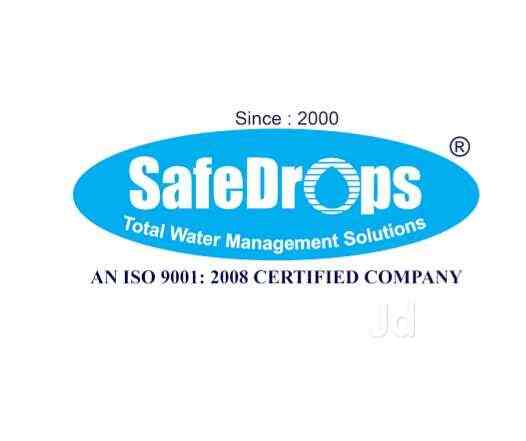 Since : 2000
®
SafeDrops
Total Water Management Solutions
AN ISO 9001: 2008 CERTIFIED COMPANY
Jd